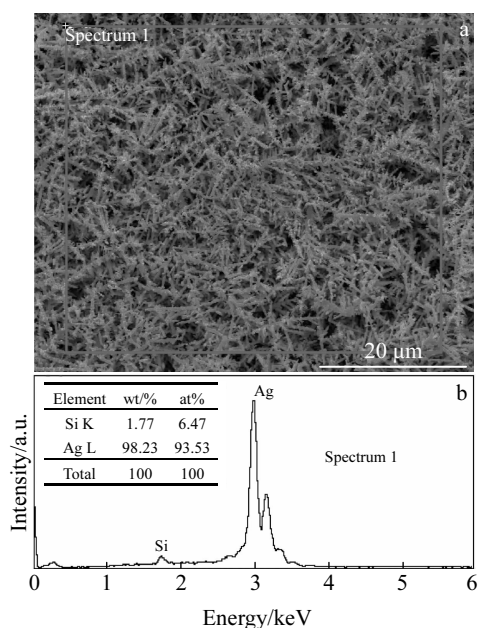 Spectrum 1
a
20 μm
b
Element wt/% at%
Si K 1.77 6.47
Ag L 98.23 93.53
Total 100 100
Ag
Spectrum 1
Si
Intensity/a.u.
0 1 2 3 4 5 6
Energy/keV